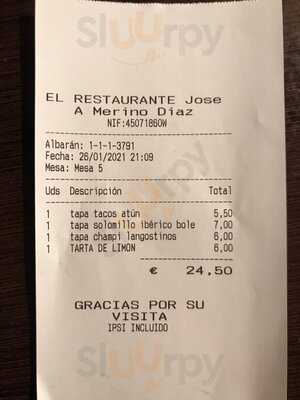 Sluurpy
EL RESTAURANTE Jose
A Merino Diaz
NIF:45071860W
Albarán: 1-1-1-3791
Fecha: 26/01/2021 21:09
Mesa: Mesa 5
Uds Descripción Total
1 tapa tacos atún 5,50
1 tapa solomillo ibérico bole 7,00
1 tapa champi langostinos 6,00
1 TARTA DE LIMON 6,00
€ 24,50
GRACIAS POR SU
VISITA
IPSI INCLUIDO
Sluurpy